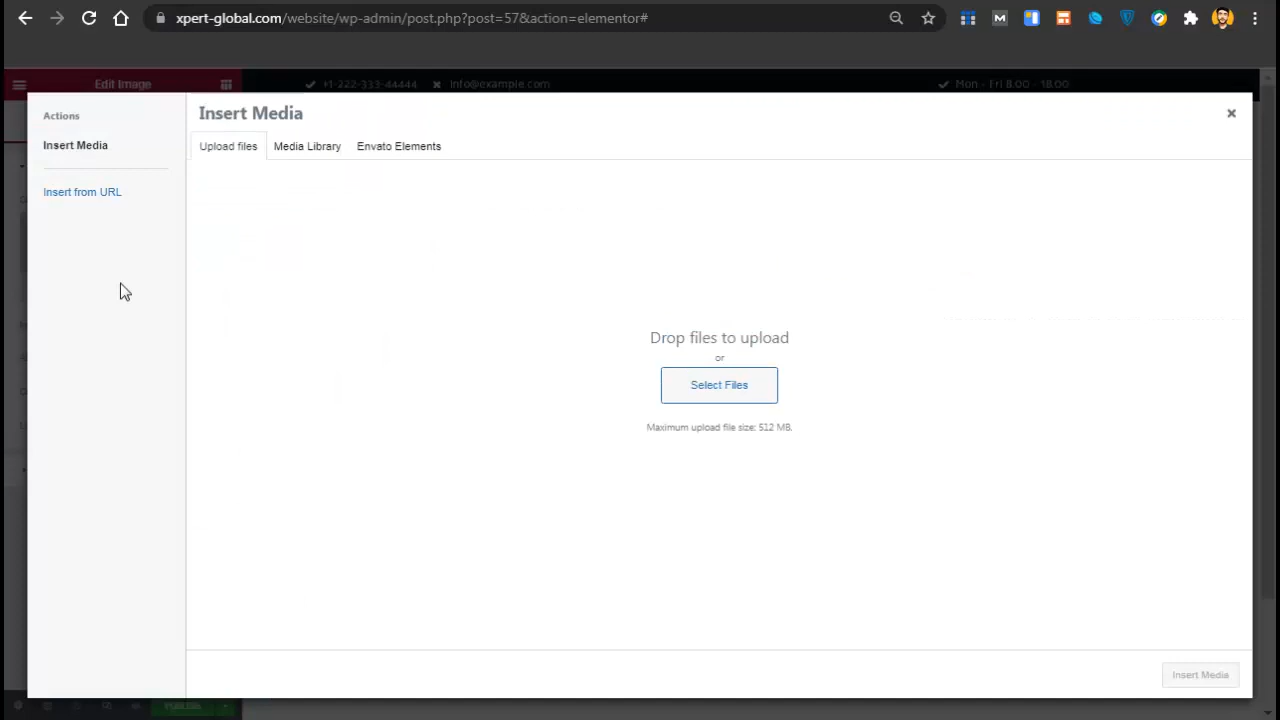 xpert-global.com/website/wp-admin/post.php?post=57&action=elementor#
Edit Image
+1-222-333-44444
info@example.com
Mon - Fri 8.00 - 18.00
Actions
Insert Media
Insert Media
Upload files
Media Library
Envato Elements
Insert from URL
Drop files to upload
or
Select Files
Maximum upload file size: 512 MB.
Insert Media
PUBLISH